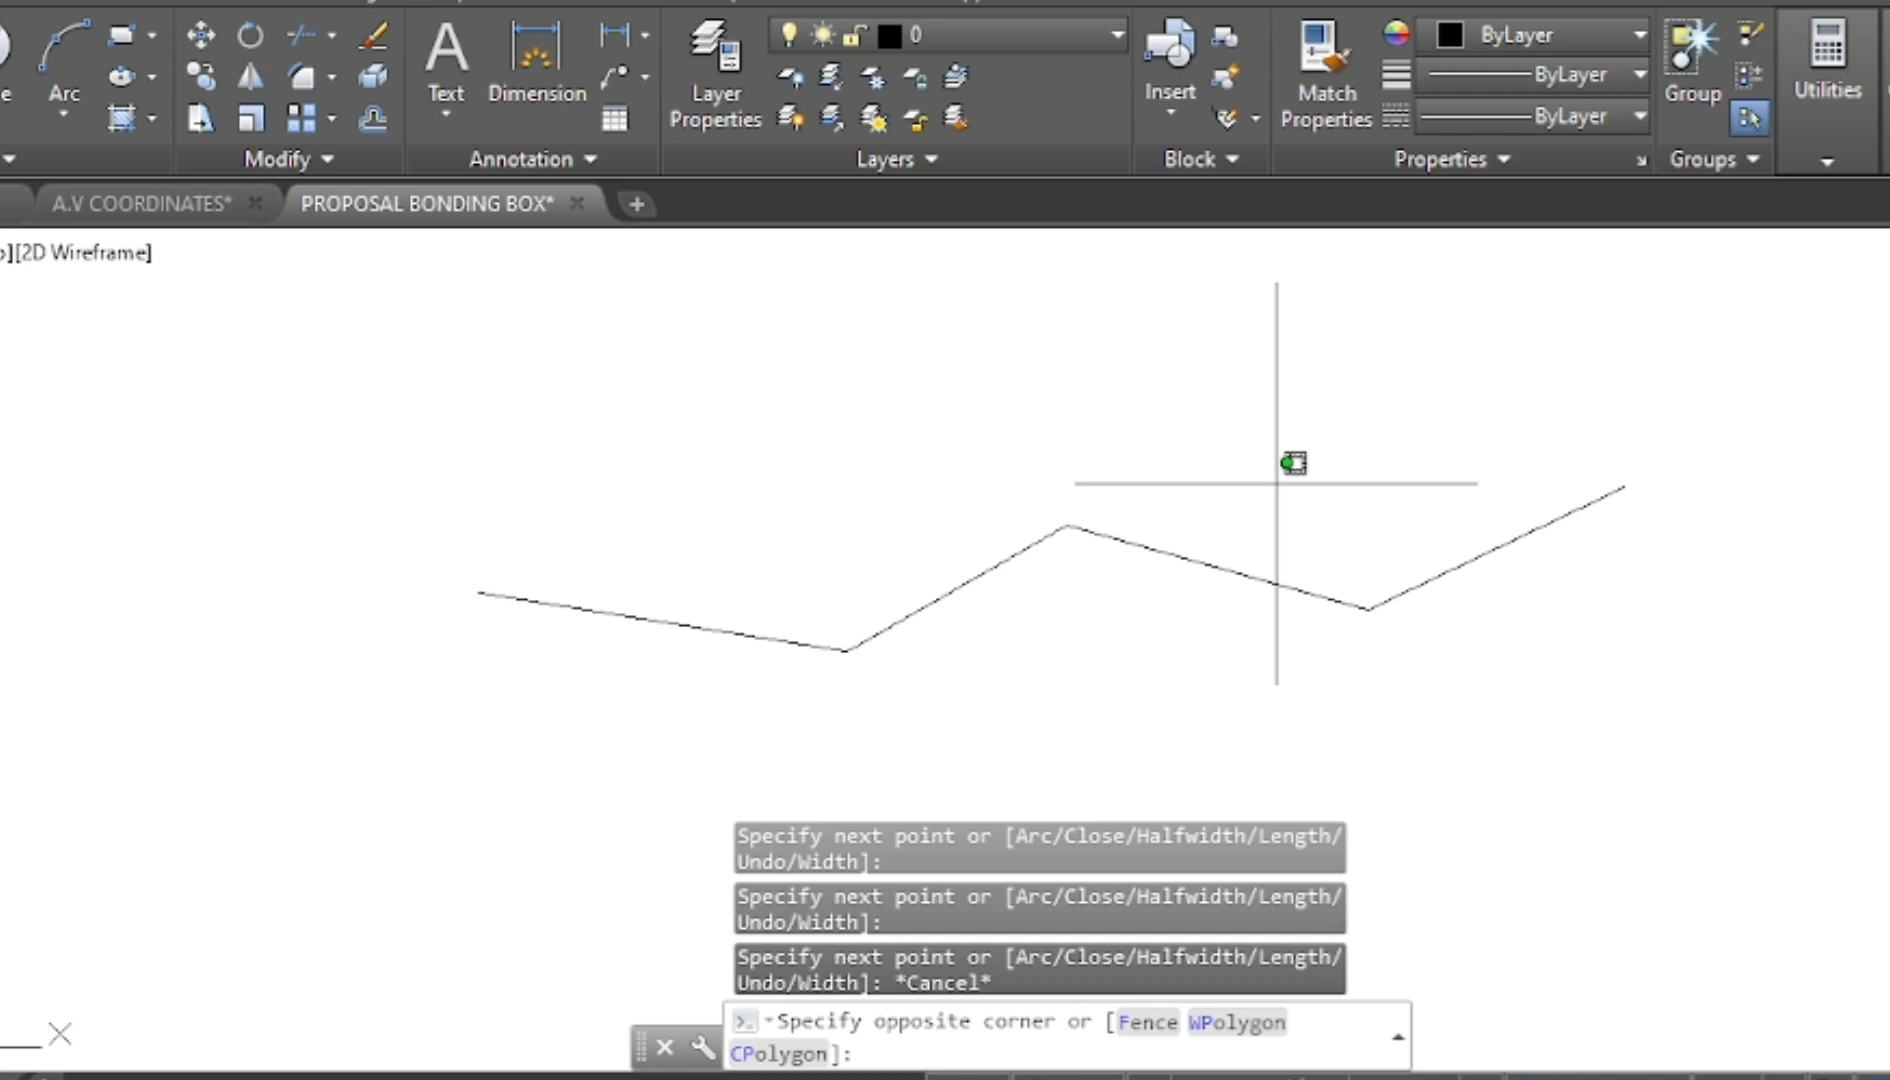 0
ByLayer
ByLayer
ByLayer
Arc
Text
Dimension
Layer
Properties
Insert
Match
Properties
Group
Utilities
Modify
Annotation
Layers
Block
Properties
Groups
A.V COORDINATES*
PROPOSAL BONDING BOX*
][2D Wireframe]
Specify next point or [Arc/Close/Halfwidth/Length/
Undo/Width]:
Specify next point or [Arc/Close/Halfwidth/Length/
Undo/Width]:
Specify next point or [Arc/Close/Halfwidth/Length/
Undo/Width]: *Cancel*
Specify opposite corner or [Fence WPolygon
CPolygon]: